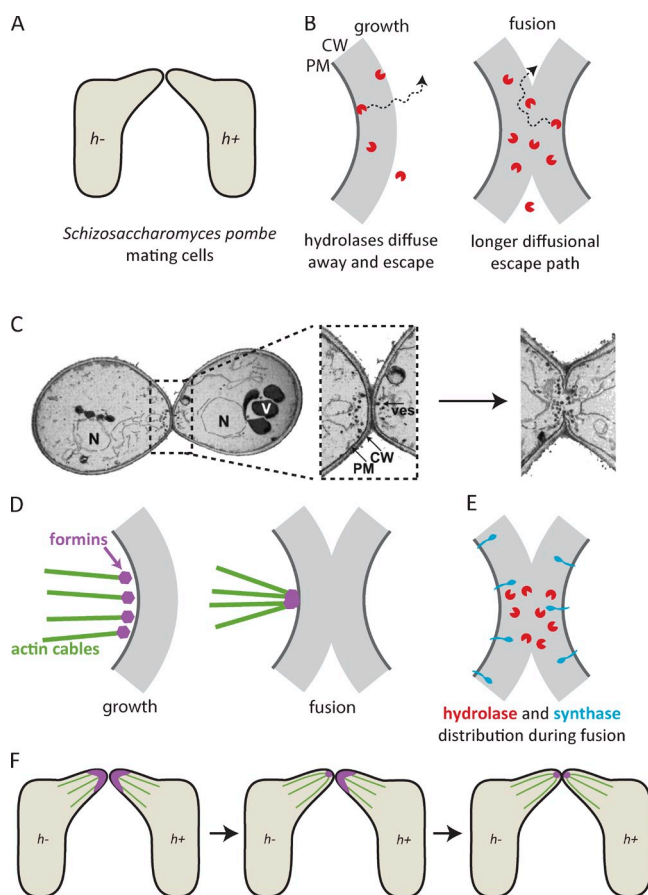 A
h-
h+
Schizosaccharomyces pombe
mating cells
B
growth
fusion
CW
PM
hydrolases diffuse
away and escape
longer diffusional
escape path
C
N
N
V
ves
CW
PM
D
formins
actin cables
growth
fusion
E
hydrolase and synthase
distribution during fusion
F
h-
h+
h-
h+
h-
h+